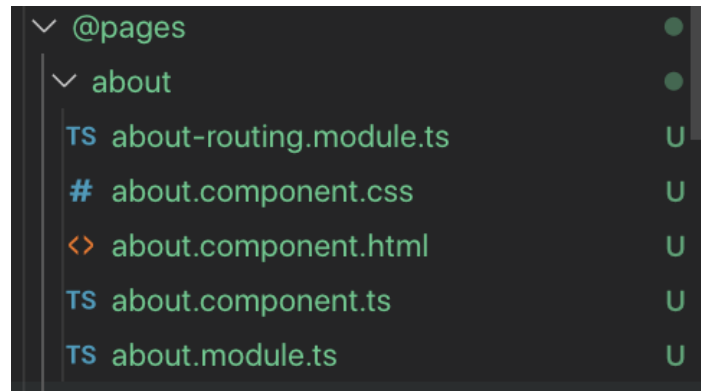 @pages
about
TS about-routing.module.ts U
# about.component.css U
<> about.component.html U
TS about.component.ts U
TS about.module.ts U